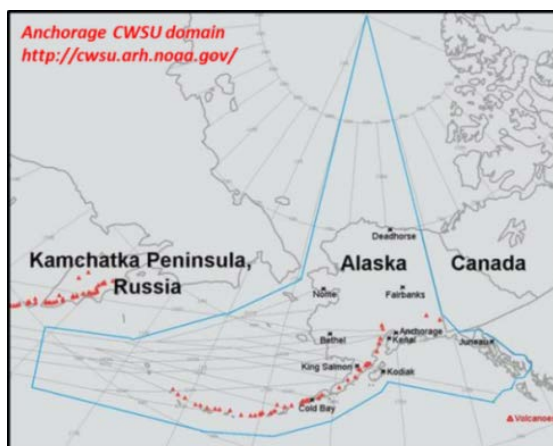 Anchorage CWSU domain
http://cwsu.arh.noaa.gov/
Deadhorse
Kamchatka Peninsula,
Russia
Alaska
Canada
Nome
Fairbanks
Bethel
Anchorage
Kenai
Juneau
King Salmon
Kodiak
Cold Bay
Volcanoes